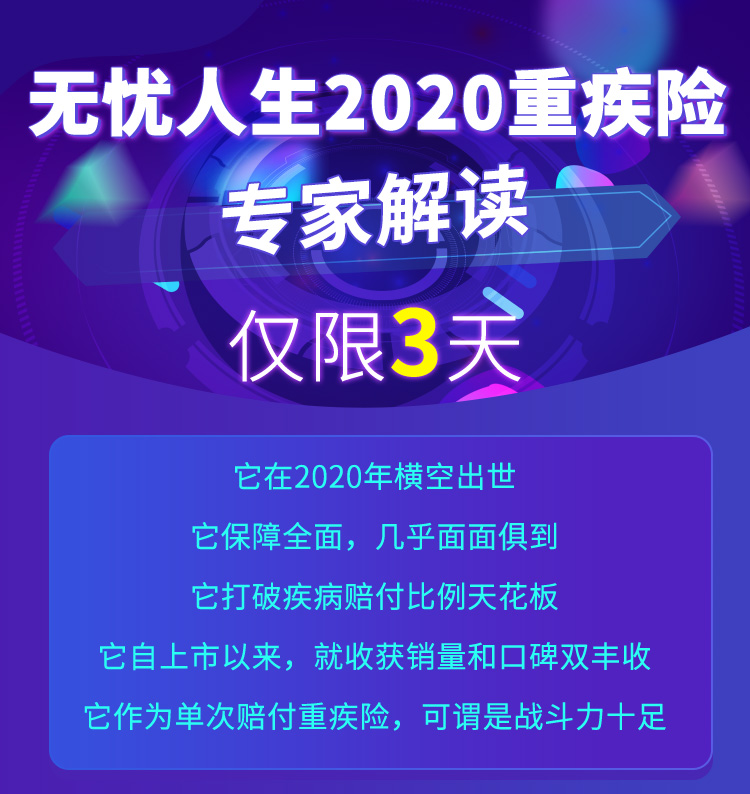 无忧人生2020重疾险
专家解读
仅限3天
它在2020年横空出世
它保障全面，几乎面面俱到
它打破疾病赔付比例天花板
它自上市以来，就收获销量和口碑双丰收
它作为单次赔付重疾险，可谓是战斗力十足